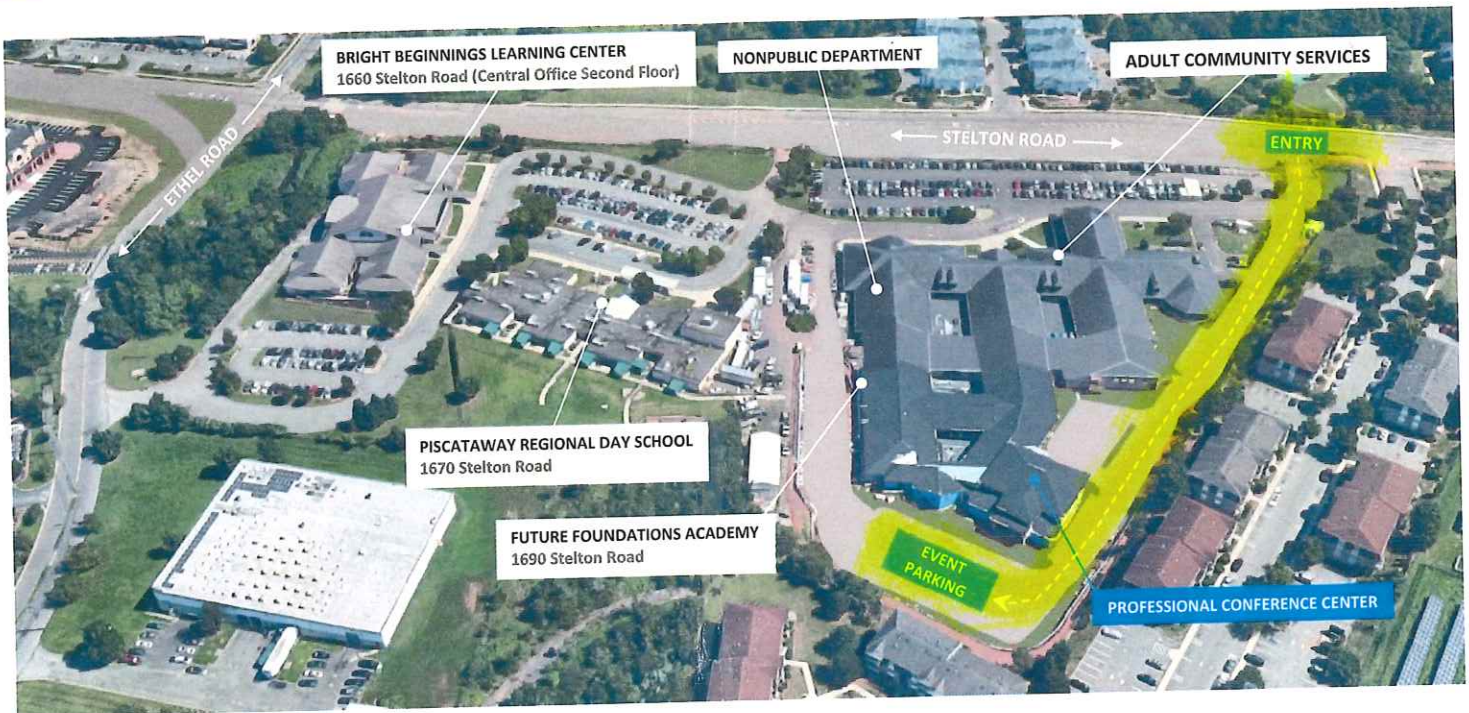 BRIGHT BEGINNINGS LEARNING CENTER
1660 Stelton Road (Central Office Second Floor)
NONPUBLIC DEPARTMENT
ADULT COMMUNITY SERVICES
ETHEL ROAD
STELTON ROAD
ENTRY
PISCATAWAY REGIONAL DAY SCHOOL
1670 Stelton Road
FUTURE FOUNDATIONS ACADEMY
1690 Stelton Road
EVENT
PARKING
PROFESSIONAL CONFERENCE CENTER